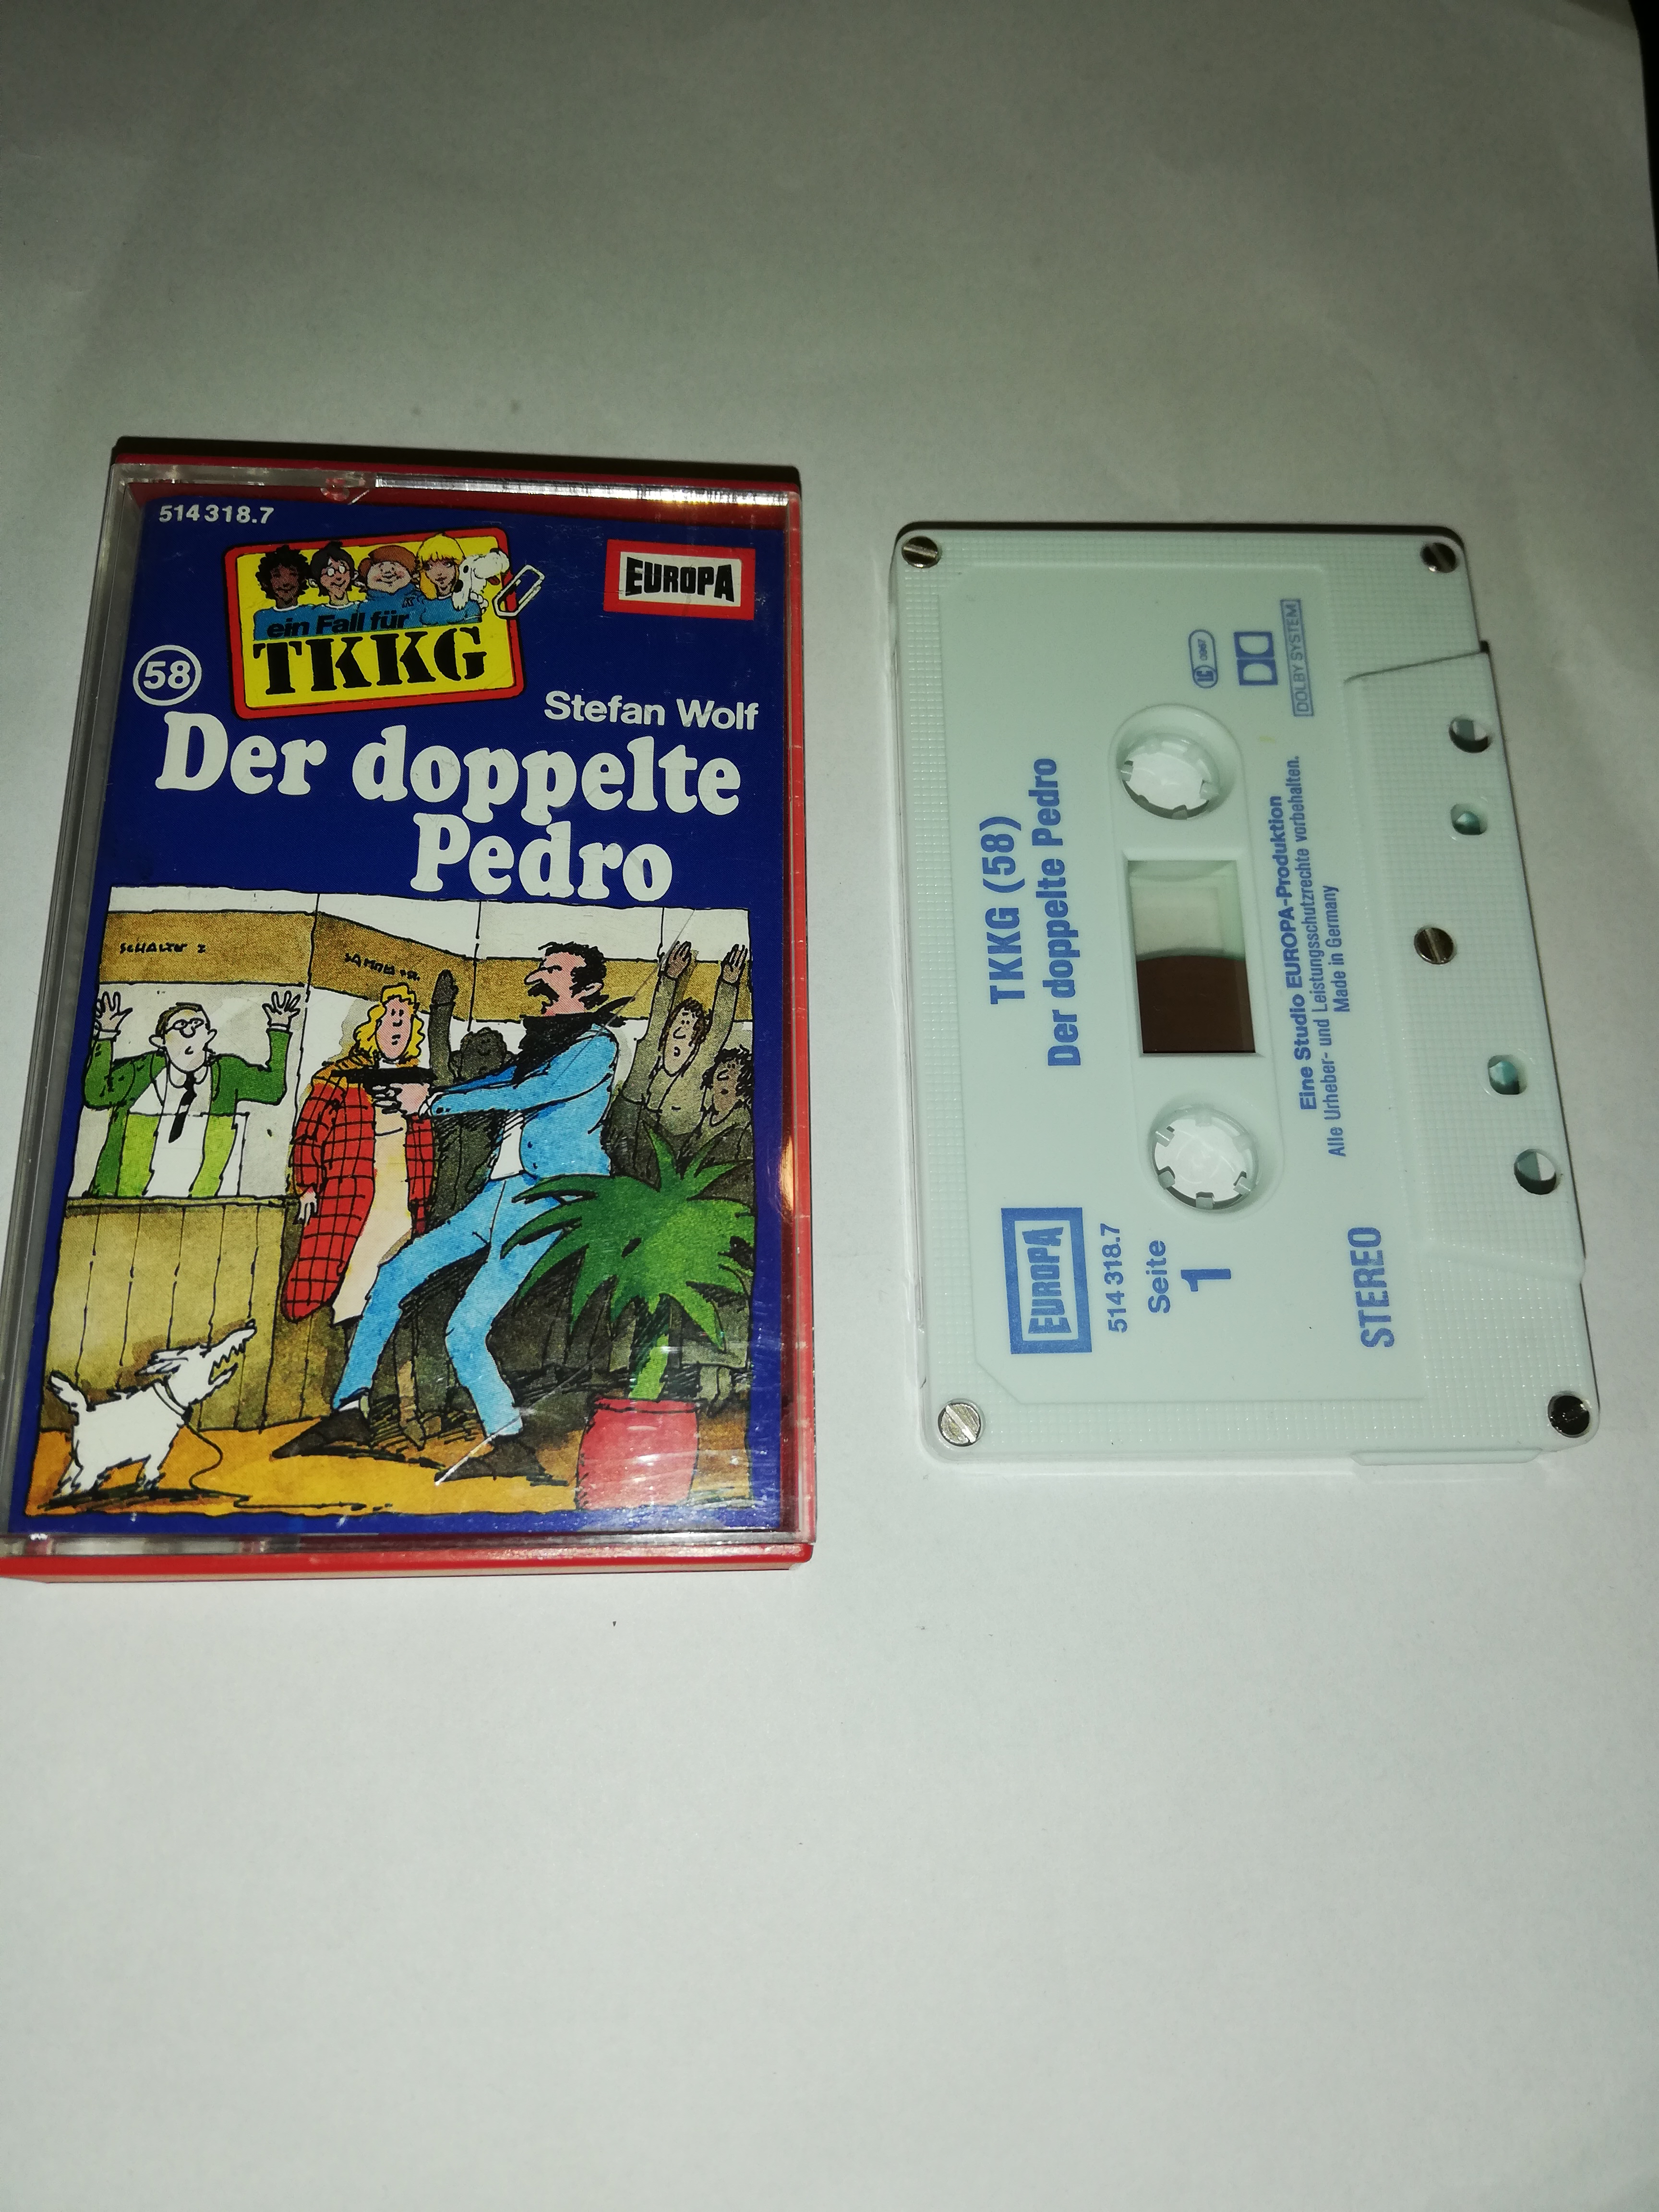 514 318.7
ein Fall für
TKKG
EUROPA
58
Stefan Wolf
Der doppelte
Pedro
SCHALTER 2
TKKG (58)
Der doppelte Pedro
EUROPA
514 318.7
Seite
1
LC 0967
DOLBY SYSTEM
Eine Studio EUROPA-Produktion
Alle Urheber- und Leistungsschutzrechte vorbehalten.
Made in Germany
STEREO